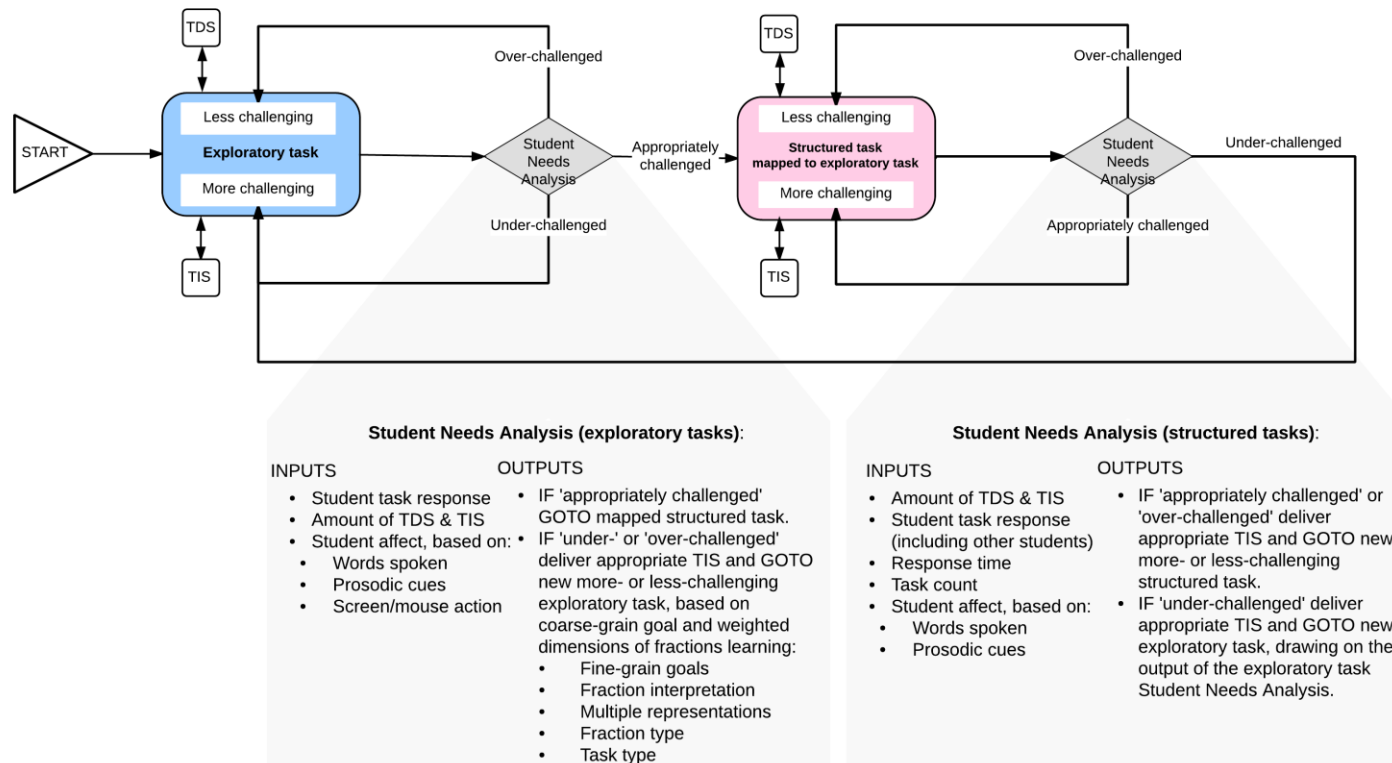 TDS
Over-challenged
Less challenging
START
Exploratory task
More challenging
TIS
Student
Needs
Analysis
Under-challenged
Appropriately
challenged
TDS
Over-challenged
Less challenging
Structured task
mapped to exploratory task
More challenging
TIS
Student
Needs
Analysis
Under-challenged
Appropriately challenged
Student Needs Analysis (exploratory tasks):
INPUTS
• Student task response
• Amount of TDS & TIS
• Student affect, based on:
• Words spoken
• Prosodic cues
• Screen/mouse action
OUTPUTS
• IF 'appropriately challenged'
GOTO mapped structured task.
• IF 'under-' or 'over-challenged'
deliver appropriate TIS and GOTO
new more- or less-challenging
exploratory task, based on
coarse-grain goal and weighted
dimensions of fractions learning:
• Fine-grain goals
• Fraction interpretation
• Multiple representations
• Fraction type
• Task type
Student Needs Analysis (structured tasks):
INPUTS
• Amount of TDS & TIS
• Student task response
(including other students)
• Response time
• Task count
• Student affect, based on:
• Words spoken
• Prosodic cues
OUTPUTS
• IF 'appropriately challenged' or
'over-challenged' deliver
appropriate TIS and GOTO new
more- or less-challenging
structured task.
• IF 'under-challenged' deliver
appropriate TIS and GOTO new
exploratory task, drawing on the
output of the exploratory task
Student Needs Analysis.